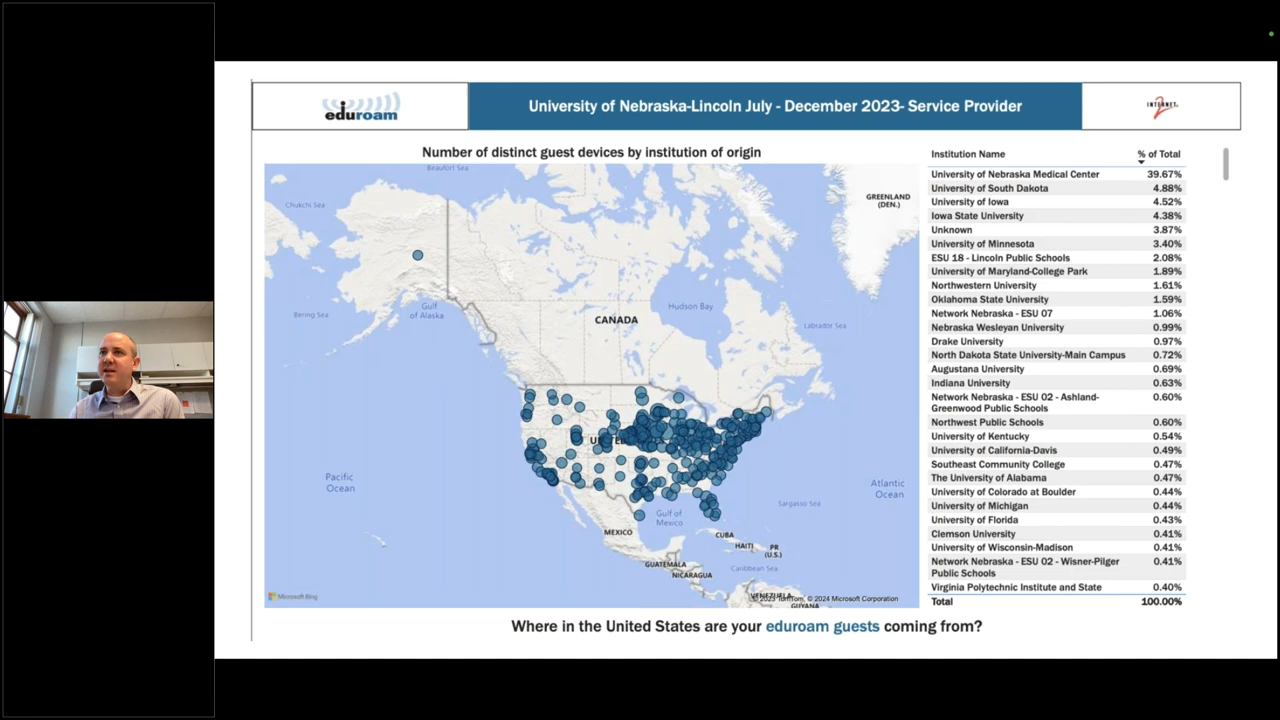 eduroam
University of Nebraska-Lincoln July - December 2023- Service Provider
INTERNET
2
Number of distinct guest devices by institution of origin
Beaufort Sea
Chukchi Sea
GREENLAND
(DEN.)
Bering Sea
Gulf
of Alaska
Hudson Bay
CANADA
Labrador Sea
Pacific
Ocean
Atlantic
Ocean
Sargasso Sea
Gulf of
Mexico
MEXICO
CUBA
HAITI
PR
(U.S.)
GUATEMALA
Caribbean Sea
NICARAGUA
VENEZUELA
GUYANA
Microsoft Bing
© 2023 TomTom, © 2024 Microsoft Corporation
Institution Name % of Total
University of Nebraska Medical Center 39.67%
University of South Dakota 4.88%
University of Iowa 4.52%
Iowa State University 4.38%
Unknown 3.87%
University of Minnesota 3.40%
ESU 18 - Lincoln Public Schools 2.08%
University of Maryland-College Park 1.89%
Northwestern University 1.61%
Oklahoma State University 1.59%
Network Nebraska - ESU 07 1.06%
Nebraska Wesleyan University 0.99%
Drake University 0.97%
North Dakota State University-Main Campus 0.72%
Augustana University 0.69%
Indiana University 0.63%
Network Nebraska - ESU 02 - Ashland- 0.60%
Greenwood Public Schools
Northwest Public Schools 0.60%
University of Kentucky 0.54%
University of California-Davis 0.49%
Southeast Community College 0.47%
The University of Alabama 0.47%
University of Colorado at Boulder 0.44%
University of Michigan 0.44%
University of Florida 0.43%
Clemson University 0.41%
University of Wisconsin-Madison 0.41%
Network Nebraska - ESU 02 - Wisner-Pilger 0.41%
Public Schools
Virginia Polytechnic Institute and State 0.40%
Total 100.00%
Where in the United States are your eduroam guests coming from?